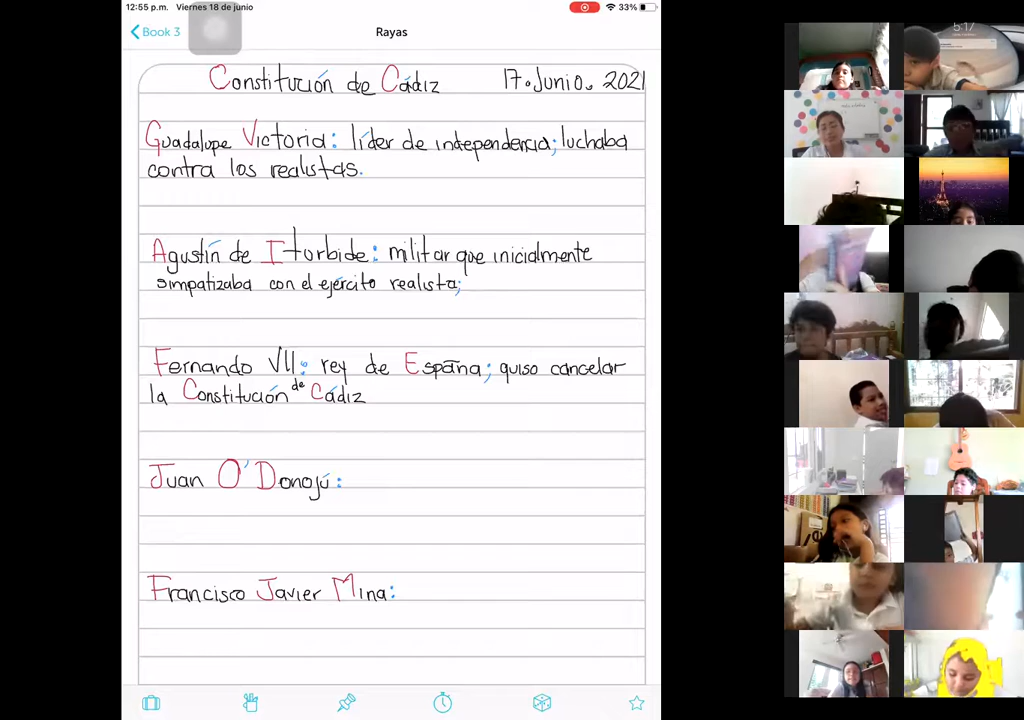 12:55 p.m. Viernes 18 de junio
33%
Book 3
Rayas
Constitución de Cádiz 17. Junio. 2021
Guadalupe Victoria: líder de independencia; luchaba
contra los realistas.
Agustín de Iturbide: militar que inicialmente
simpatizaba con el ejército realista;
Fernando VII: rey de España; quiso cancelar
la Constitución de Cádiz
Juan O'Donojú:
Francisco Javier Mina:
5:17